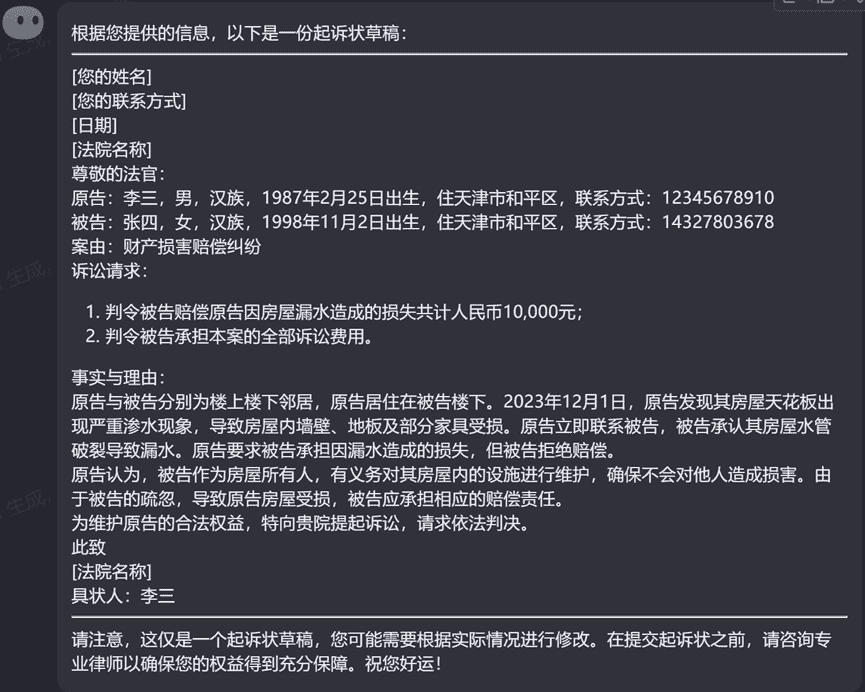 根据您提供的信息，以下是一份起诉状草稿：
[您的姓名]
[您的联系方式]
[日期]
[法院名称]
尊敬的法官：
原告：李三，男，汉族，1987年2月25日出生，住天津市和平区，联系方式：12345678910
被告：张四，女，汉族，1998年11月2日出生，住天津市和平区，联系方式：14327803678
案由：财产损害赔偿纠纷
诉讼请求：
1. 判令被告赔偿原告因房屋漏水造成的损失共计人民币10,000元；
2. 判令被告承担本案的全部诉讼费用。
事实与理由：
原告与被告分别为楼上楼下邻居，原告居住在被告楼下。2023年12月1日，原告发现其房屋天花板出
现严重渗水现象，导致房屋内墙壁、地板及部分家具受损。原告立即联系被告，被告承认其房屋水管
破裂导致漏水。原告要求被告承担因漏水造成的损失，但被告拒绝赔偿。
原告认为，被告作为房屋所有人，有义务对其房屋内的设施进行维护，确保不会对他人造成损害。由
于被告的疏忽，导致原告房屋受损，被告应承担相应的赔偿责任。
为维护原告的合法权益，特向贵院提起诉讼，请求依法判决。
此致
[法院名称]
具状人：李三
请注意，这仅是一个起诉状草稿，您可能需要根据实际情况进行修改。在提交起诉状之前，请咨询专
业律师以确保您的权益得到充分保障。祝您好运！
生成,
生成,
生成,